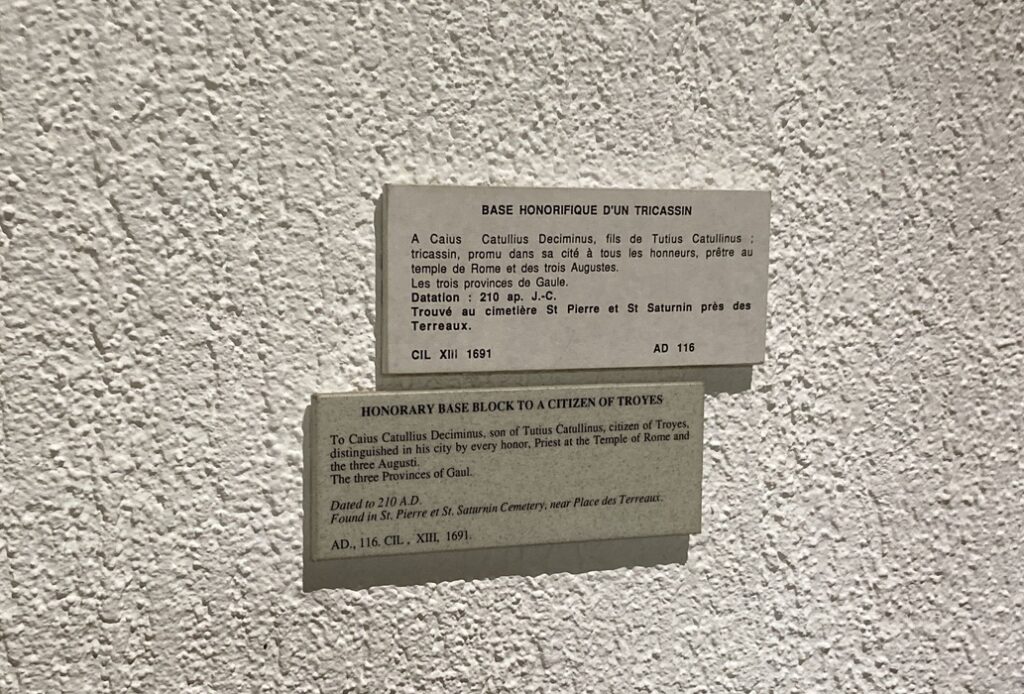 BASE HONORIFIQUE D'UN TRICASSIN
A Caius Catullius Deciminus, fils de Tutius Catullinus ;
tricassin, promu dans sa cité à tous les honneurs, prêtre au
temple de Rome et des trois Augustes.
Les trois provinces de Gaule.
Datation : 210 ap. J.-C.
Trouvé au cimetière St Pierre et St Saturnin près des
Terreaux.
CIL XIII 1691 AD 116
HONORARY BASE BLOCK TO A CITIZEN OF TROYES
To Caius Catullius Deciminus, son of Tutius Catullinus, citizen of Troyes,
distinguished in his city by every honor, Priest at the Temple of Rome and
the three Augusti.
The three Provinces of Gaul.
Dated to 210 A.D.
Found in St. Pierre et St. Saturnin Cemetery, near Place des Terreaux.
AD., 116. CIL , XIII, 1691.